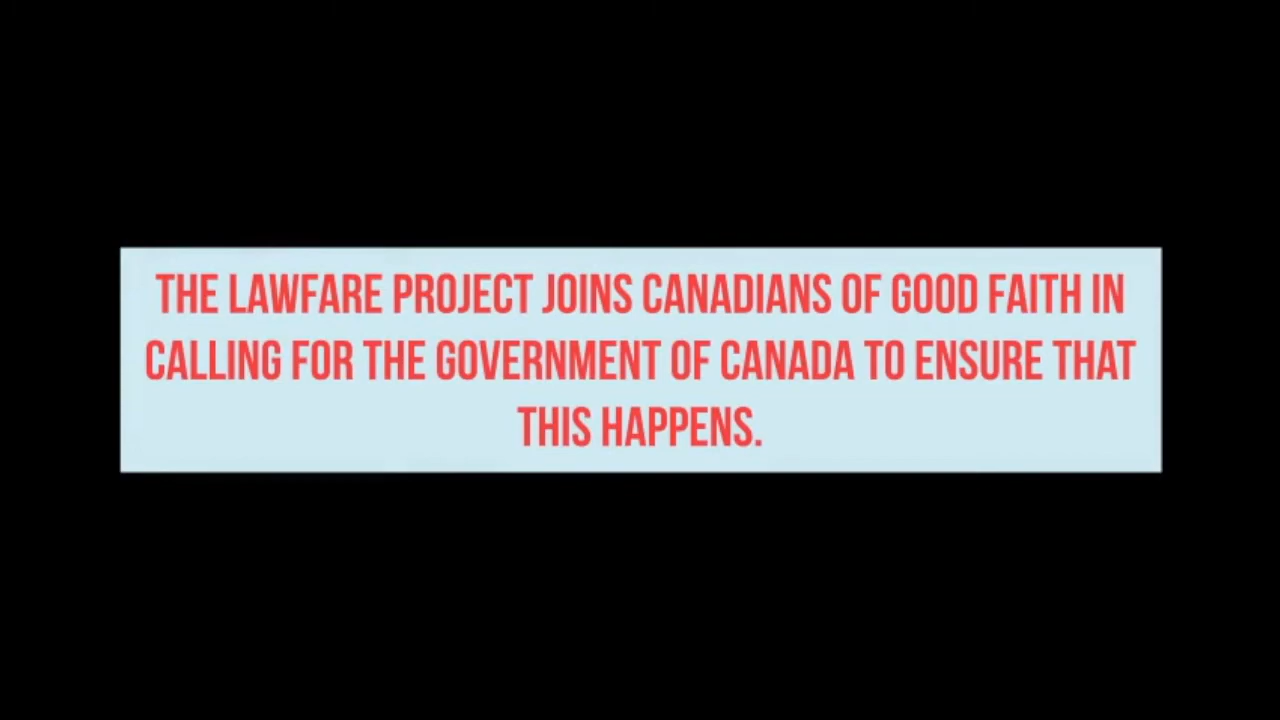 THE LAWFARE PROJECT JOINS CANADIANS OF GOOD FAITH IN
CALLING FOR THE GOVERNMENT OF CANADA TO ENSURE THAT
THIS HAPPENS.